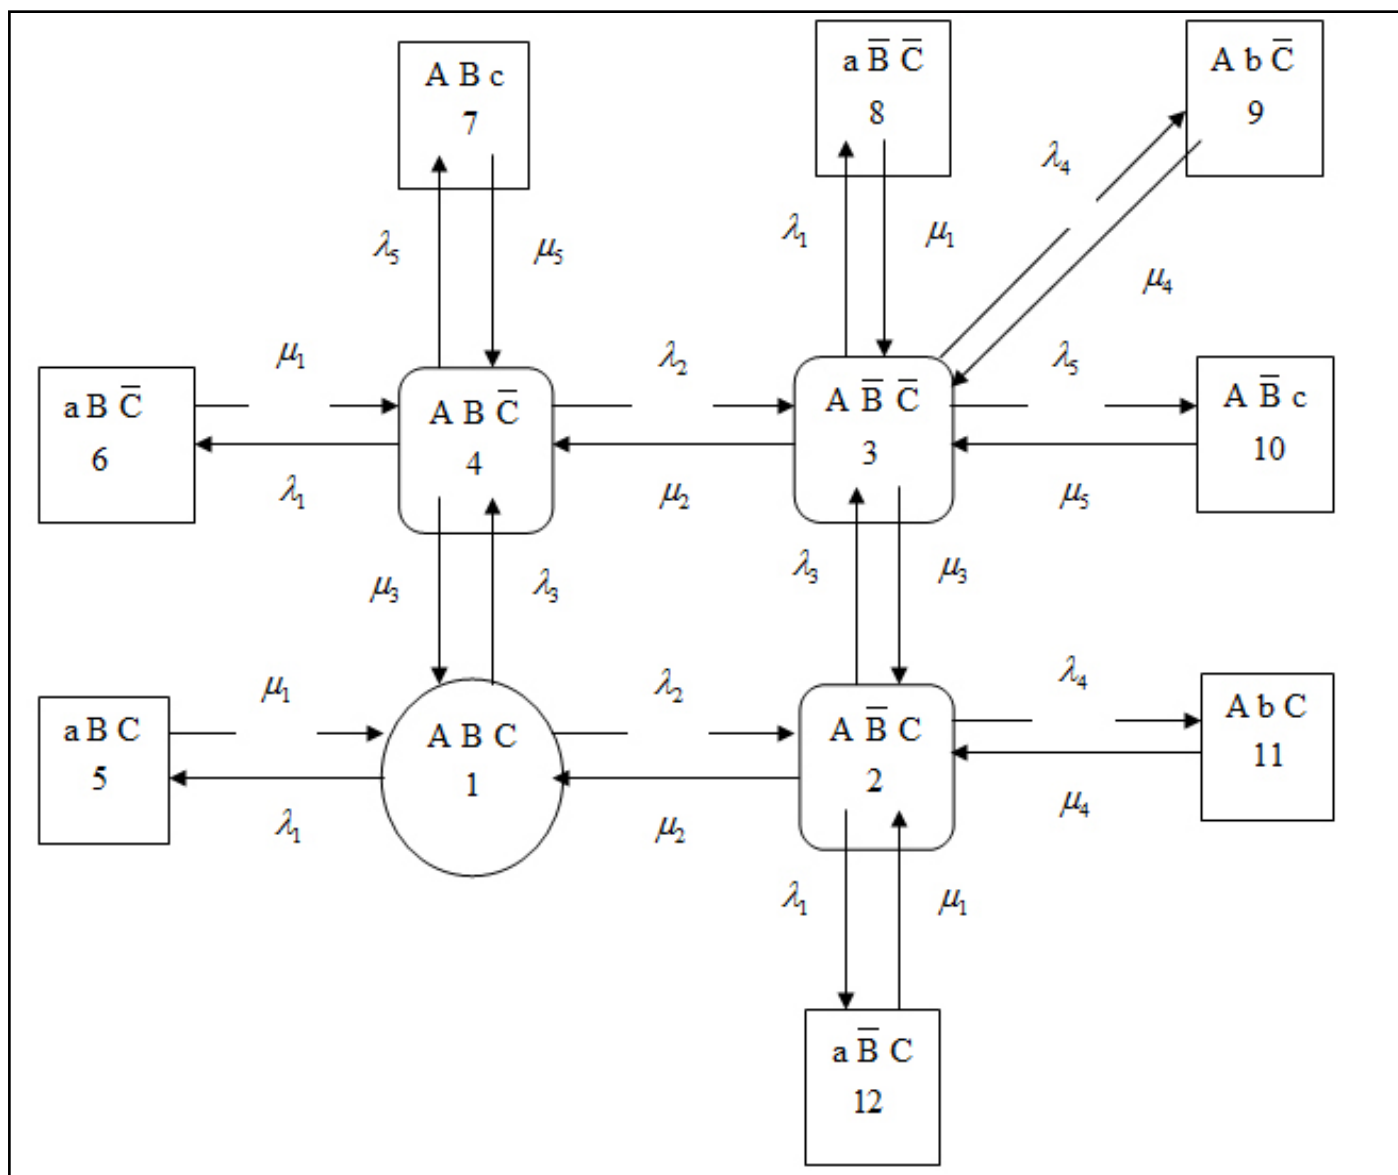 A B c
7
a B̅ C̅
8
A b C̅
9
λ₄
λ₅
μ₅
λ₁
μ₁
μ₄
μ₁
λ₂
λ₅
a B C̅
6
A B C̅
4
A B̅ C̅
3
A B̅ c
10
λ₁
μ₂
μ₅
μ₃
λ₃
λ₃
μ₃
μ₁
λ₂
λ₄
a B C
5
A B C
1
A B̅ C
2
A b C
11
λ₁
μ₂
μ₄
λ₁
μ₁
a B̅ C
12